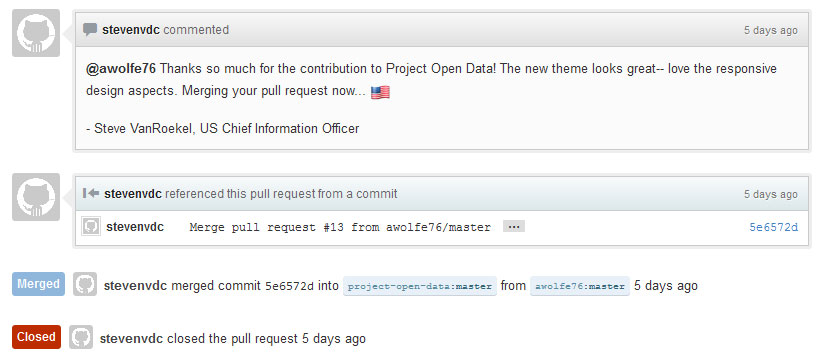 stevenvdc commented 5 days ago
@awolfe76 Thanks so much for the contribution to Project Open Data! The new theme looks great-- love the responsive
design aspects. Merging your pull request now... 🇺🇸
- Steve VanRoekel, US Chief Information Officer
stevenvdc referenced this pull request from a commit 5 days ago
stevenvdc Merge pull request #13 from awolfe76/master ... 5e6572d
Merged stevenvdc merged commit 5e6572d into project-open-data:master from awolfe76:master 5 days ago
Closed stevenvdc closed the pull request 5 days ago